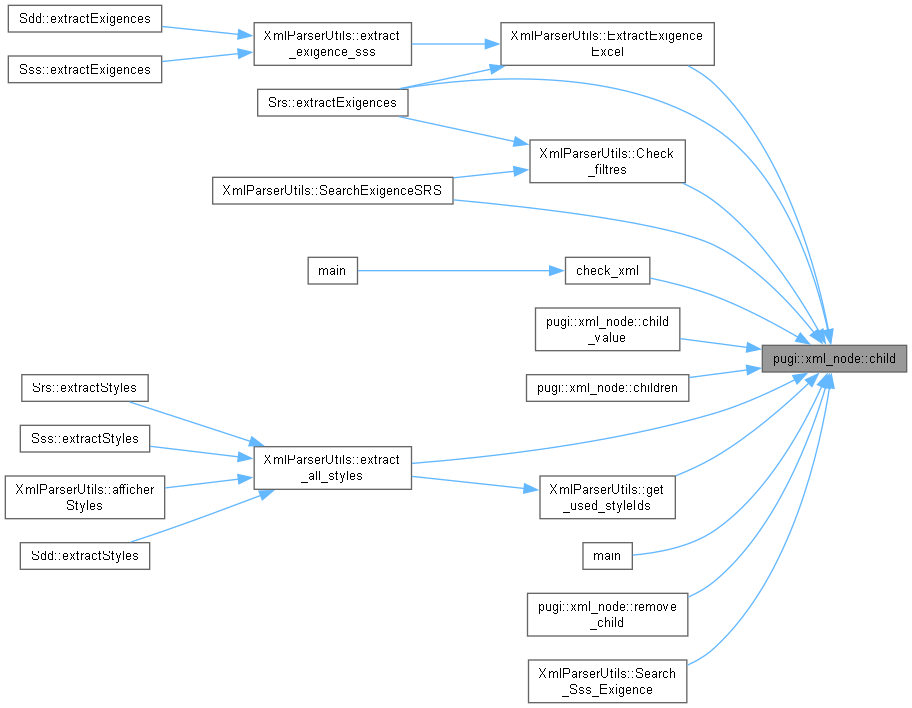 Sdd::extractExigences
XmlParserUtils::extract
_exigence_sss
XmlParserUtils::ExtractExigence
Excel
Sss::extractExigences
Srs::extractExigences
XmlParserUtils::Check
_filtres
XmlParserUtils::SearchExigenceSRS
main
check_xml
pugi::xml_node::child
_value
pugi::xml_node::child
pugi::xml_node::children
Srs::extractStyles
Sss::extractStyles
XmlParserUtils::extract
_all_styles
XmlParserUtils::afficher
Styles
XmlParserUtils::get
_used_styleIds
Sdd::extractStyles
main
pugi::xml_node::remove
_child
XmlParserUtils::Search
_Sss_Exigence